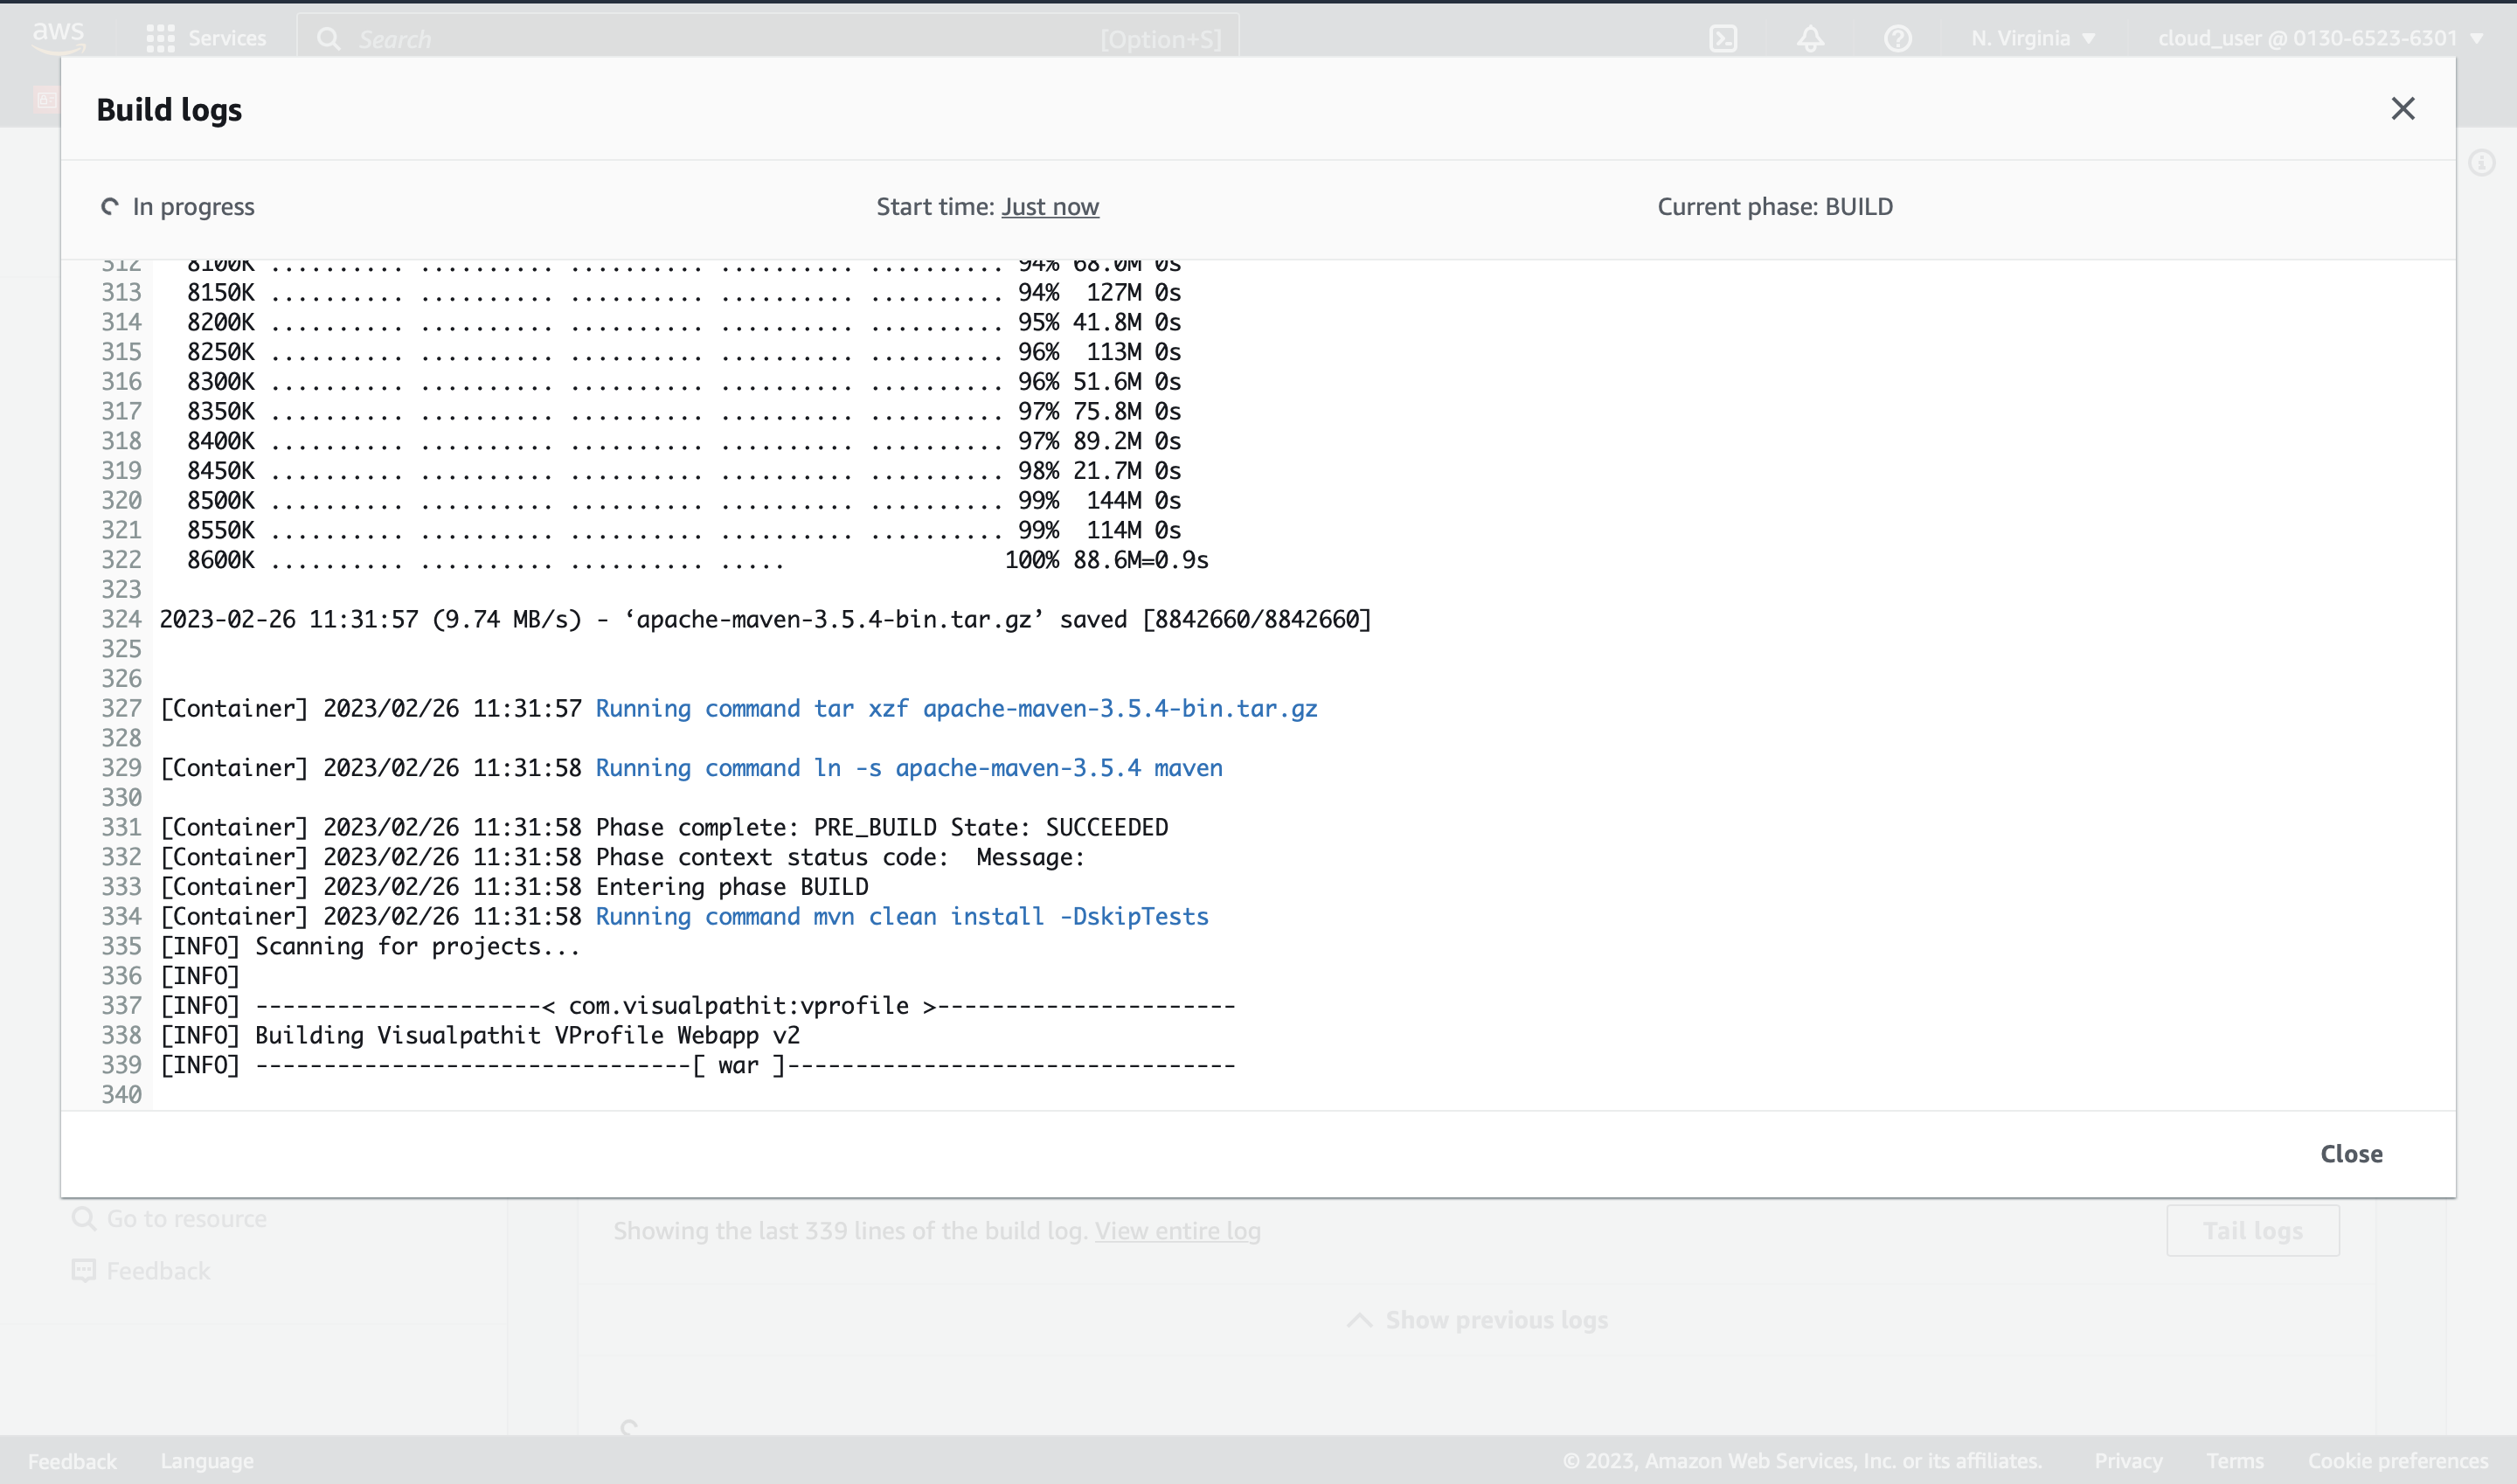 aws
Services
Search
[Option+S]
N. Virginia
cloud_user @ 0130-6523-6301
Build logs
In progress
Start time: Just now
Current phase: BUILD
312 8100K .......... .......... .......... .......... .......... 94% 68.0M 0s
313 8150K .......... .......... .......... .......... .......... 94% 127M 0s
314 8200K .......... .......... .......... .......... .......... 95% 41.8M 0s
315 8250K .......... .......... .......... .......... .......... 96% 113M 0s
316 8300K .......... .......... .......... .......... .......... 96% 51.6M 0s
317 8350K .......... .......... .......... .......... .......... 97% 75.8M 0s
318 8400K .......... .......... .......... .......... .......... 97% 89.2M 0s
319 8450K .......... .......... .......... .......... .......... 98% 21.7M 0s
320 8500K .......... .......... .......... .......... .......... 99% 144M 0s
321 8550K .......... .......... .......... .......... .......... 99% 114M 0s
322 8600K .......... .......... .......... ..... 100% 88.6M=0.9s
323
324 2023-02-26 11:31:57 (9.74 MB/s) - ‘apache-maven-3.5.4-bin.tar.gz’ saved [8842660/8842660]
325
326
327 [Container] 2023/02/26 11:31:57 Running command tar xzf apache-maven-3.5.4-bin.tar.gz
328
329 [Container] 2023/02/26 11:31:58 Running command ln -s apache-maven-3.5.4 maven
330
331 [Container] 2023/02/26 11:31:58 Phase complete: PRE_BUILD State: SUCCEEDED
332 [Container] 2023/02/26 11:31:58 Phase context status code:  Message:
333 [Container] 2023/02/26 11:31:58 Entering phase BUILD
334 [Container] 2023/02/26 11:31:58 Running command mvn clean install -DskipTests
335 [INFO] Scanning for projects...
336 [INFO]
337 [INFO] ---------------------< com.visualpathit:vprofile >----------------------
338 [INFO] Building Visualpathit VProfile Webapp v2
339 [INFO] --------------------------------[ war ]---------------------------------
340
Close
Go to resource
Showing the last 339 lines of the build log. View entire log
Tail logs
Feedback
Show previous logs
Feedback
Language
© 2023, Amazon Web Services, Inc. or its affiliates.
Privacy
Terms
Cookie preferences